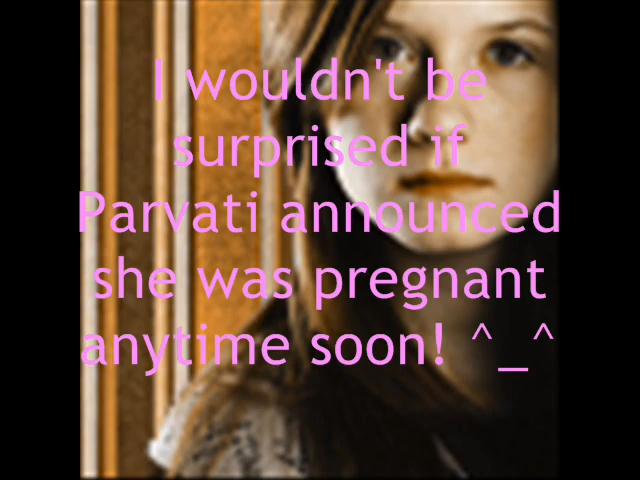 I wouldn't be
surprised if
Parvati announced
she was pregnant
anytime soon! ^_^